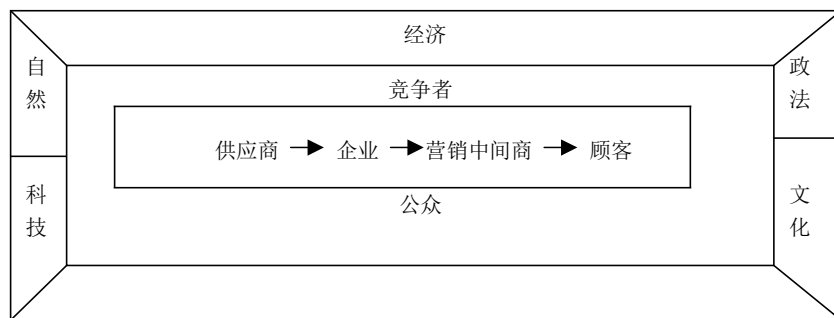 经济
自然
政法
竞争者
供应商 企业 营销中间商 顾客
科技
文化
公众